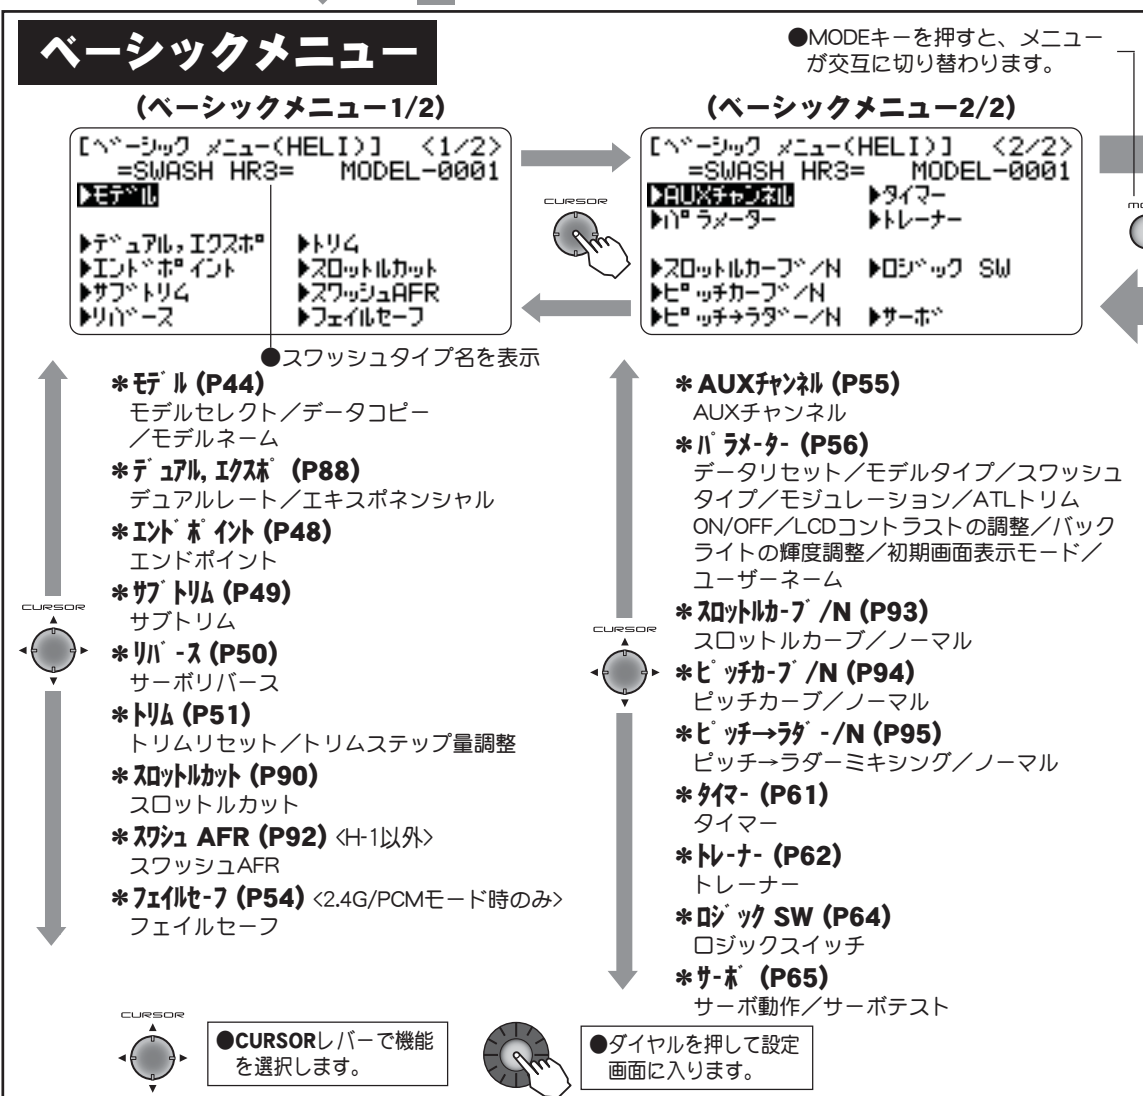 ベーシックメニュー
●MODEキーを押すと、メニュー
が交互に切り替わります。
(ベーシックメニュー1/2)
[ベーシック メニュー(HELI)] <1/2>
=SWASH HR3= MODEL-0001
▶モデル
▶デュアル,エクスポ ▶トリム
▶エンドポイント ▶スロットルカット
▶サブトリム ▶スワッシュAFR
▶リバース ▶フェイルセーフ
●スワッシュタイプ名を表示
CURSOR
(ベーシックメニュー2/2)
[ベーシック メニュー(HELI)] <2/2>
=SWASH HR3= MODEL-0001
▶AUXチャンネル ▶タイマー
▶パラメーター ▶トレーナー
▶スロットルカーブ/N ▶ロジック SW
▶ピッチカーブ/N
▶ピッチ→ラダー/N ▶サーボ
CURSOR
＊モデル (P44)
モデルセレクト／データコピー
／モデルネーム
＊デュアル, エクスポ (P88)
デュアルレート／エキスポネンシャル
＊エンドポイント (P48)
エンドポイント
＊サブトリム (P49)
サブトリム
＊リバース (P50)
サーボリバース
＊トリム (P51)
トリムリセット／トリムステップ量調整
＊スロットルカット (P90)
スロットルカット
＊スワシュ AFR (P92) <H-1以外>
スワッシュAFR
＊フェイルセーフ (P54) <2.4G/PCMモード時のみ>
フェイルセーフ
CURSOR
＊AUXチャンネル (P55)
AUXチャンネル
＊パラメーター (P56)
データリセット／モデルタイプ／スワッシュ
タイプ／モジュレーション／ATLトリム
ON/OFF／LCDコントラストの調整／バック
ライトの輝度調整／初期画面表示モード／
ユーザーネーム
＊スロットルカーブ/N (P93)
スロットルカーブ／ノーマル
＊ピッチカーブ/N (P94)
ピッチカーブ／ノーマル
＊ピッチ→ラダー/N (P95)
ピッチ→ラダーミキシング／ノーマル
＊タイマー (P61)
タイマー
＊トレーナー (P62)
トレーナー
＊ロジック SW (P64)
ロジックスイッチ
＊サーボ (P65)
サーボ動作／サーボテスト
CURSOR
●CURSORレバーで機能
を選択します。
●ダイヤルを押して設定
画面に入ります。